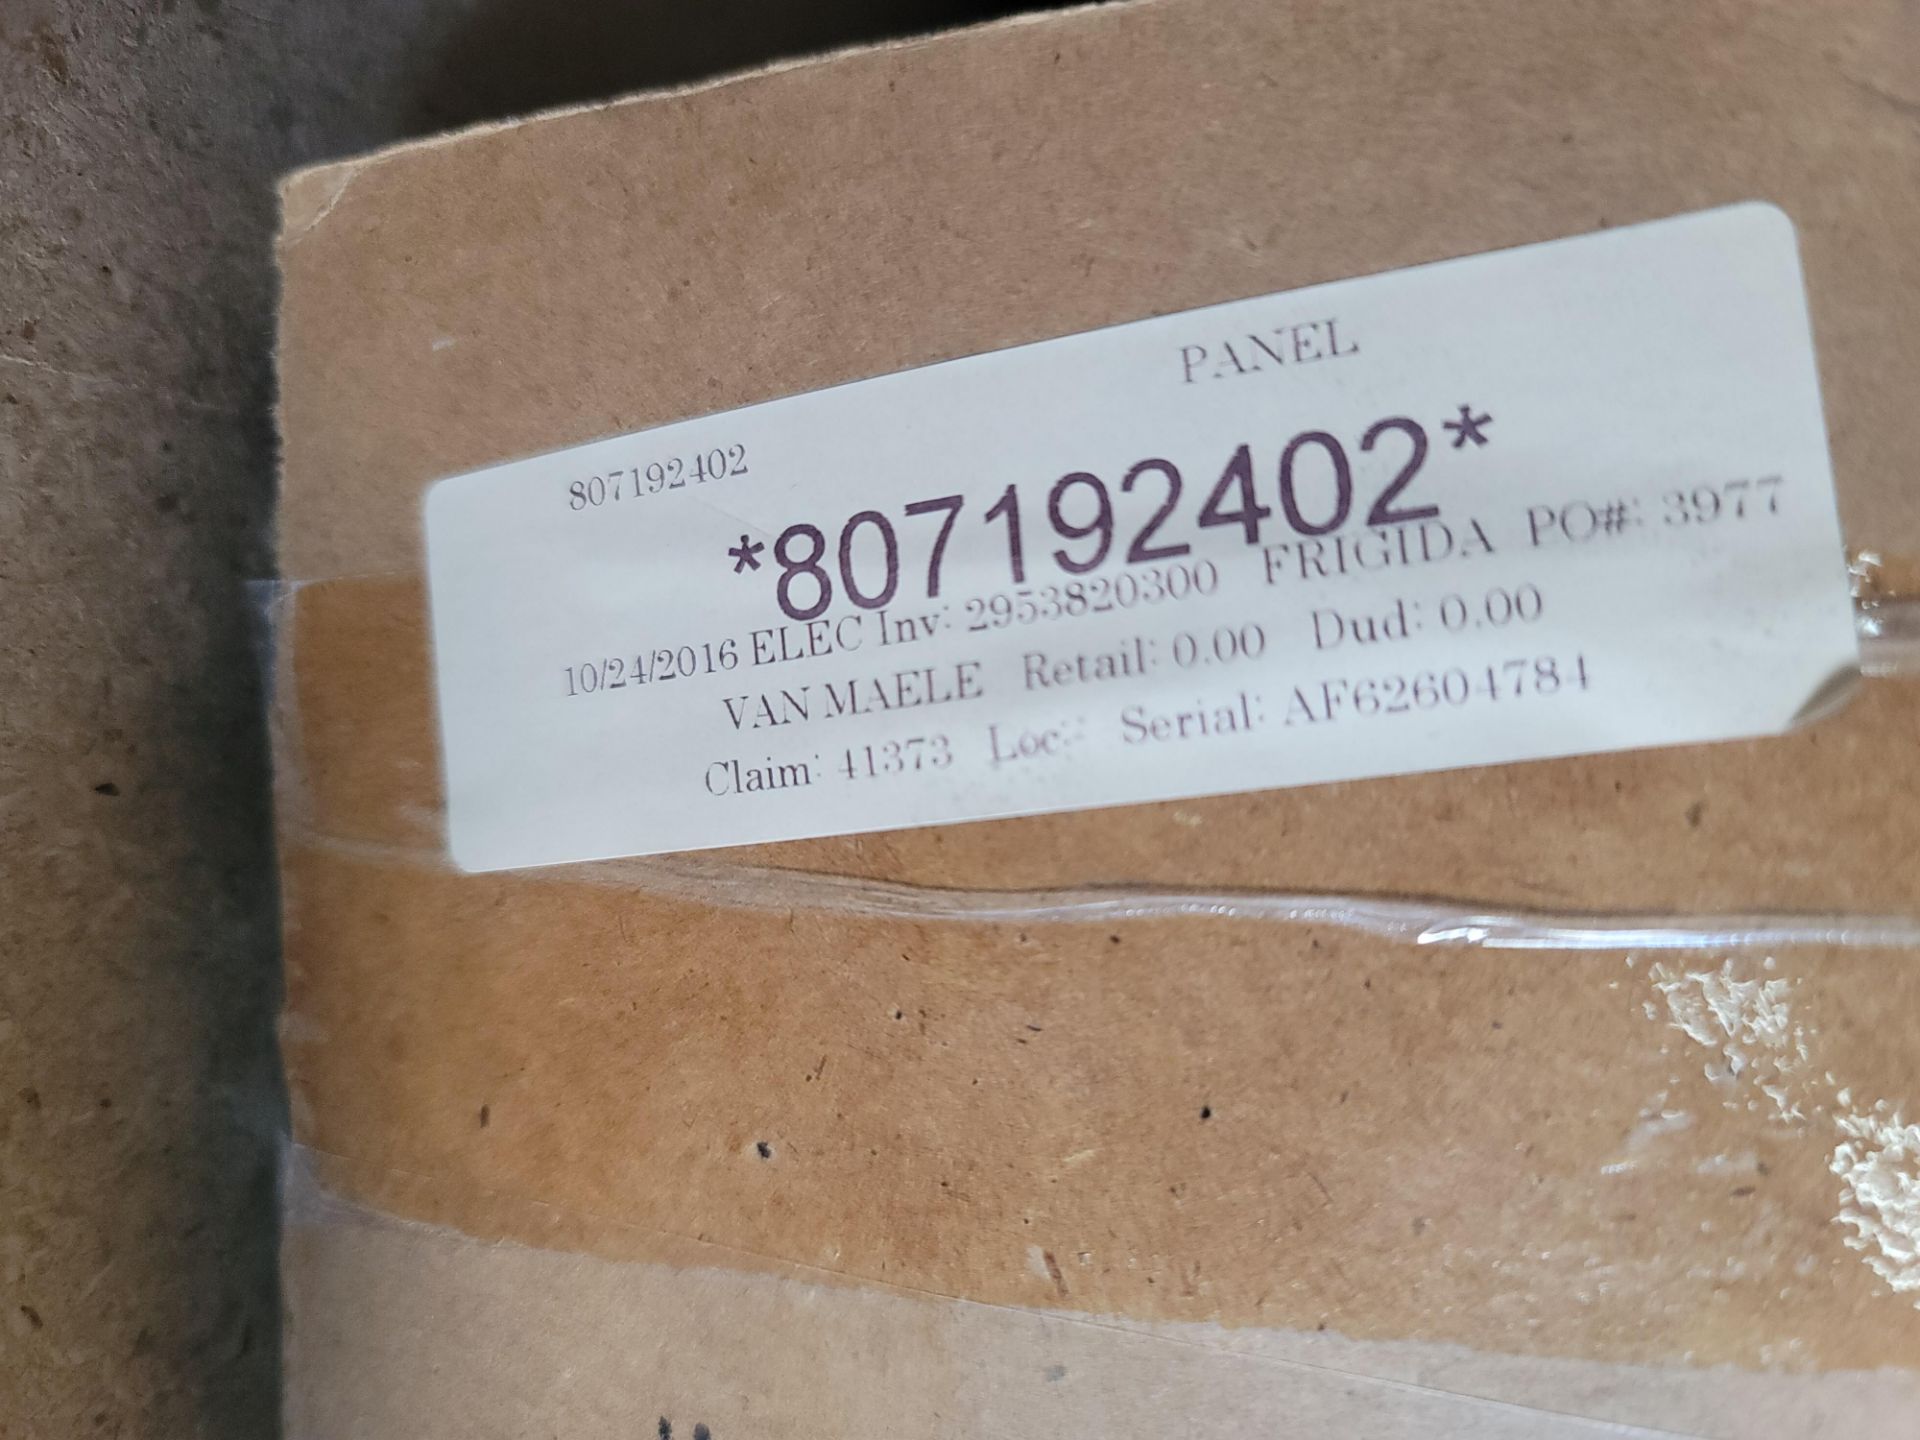 PANEL
807192402
*807192402*
10/24/2016 ELEC Inv: 2953820300 FRIGIDA PO#: 3977
VAN MAELE Retail: 0.00 Dud: 0.00
Claim: 41373 Loc: Serial: AF62604784